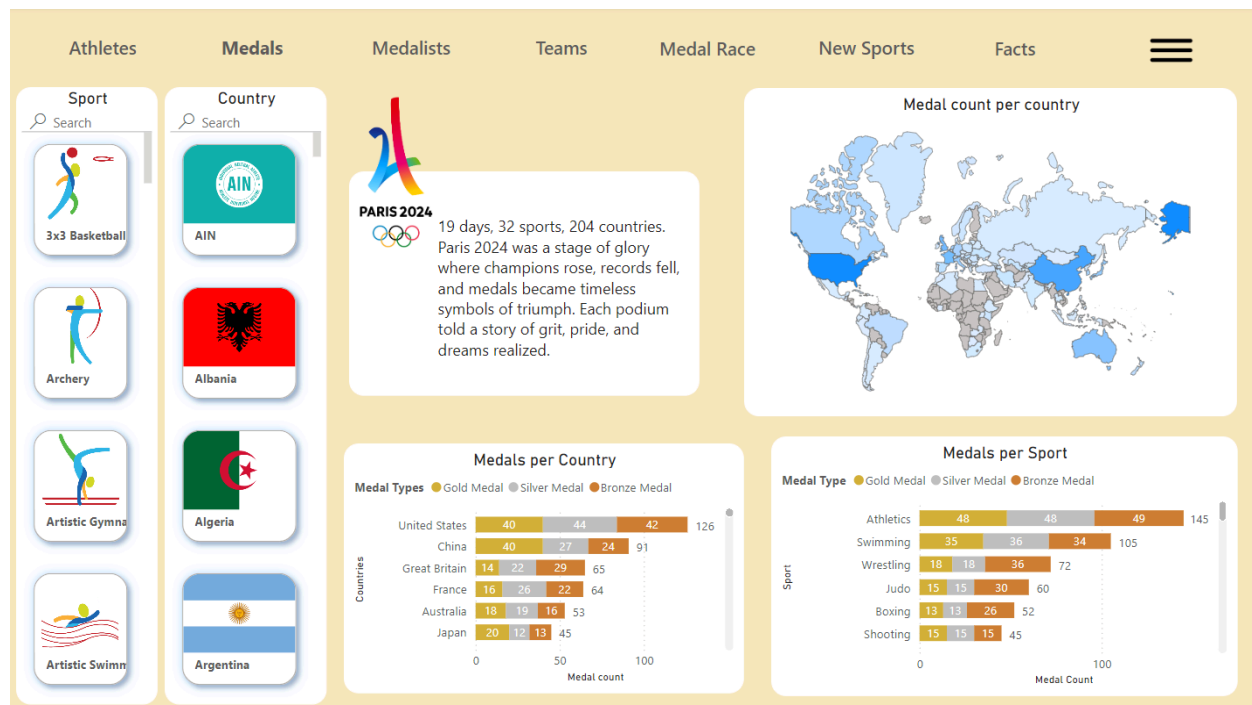 Athletes
Medals
Medalists
Teams
Medal Race
New Sports
Facts
Sport
Search
3x3 Basketball
Archery
Artistic Gymna
Artistic Swimn
Country
Search
AIN
AIN
Albania
Algeria
Argentina
PARIS 2024
19 days, 32 sports, 204 countries.
Paris 2024 was a stage of glory
where champions rose, records fell,
and medals became timeless
symbols of triumph. Each podium
told a story of grit, pride, and
dreams realized.
Medal count per country
Medals per Country
Medal Types Gold Medal Silver Medal Bronze Medal
Countries
United States 40 44 42 126
China 40 27 24 91
Great Britain 14 22 29 65
France 16 26 22 64
Australia 18 19 16 53
Japan 20 12 13 45
0 50 100
Medal count
Medals per Sport
Medal Type Gold Medal Silver Medal Bronze Medal
Sport
Athletics 48 48 49 145
Swimming 35 36 34 105
Wrestling 18 18 36 72
Judo 15 15 30 60
Boxing 13 13 26 52
Shooting 15 15 15 45
0 100
Medal Count